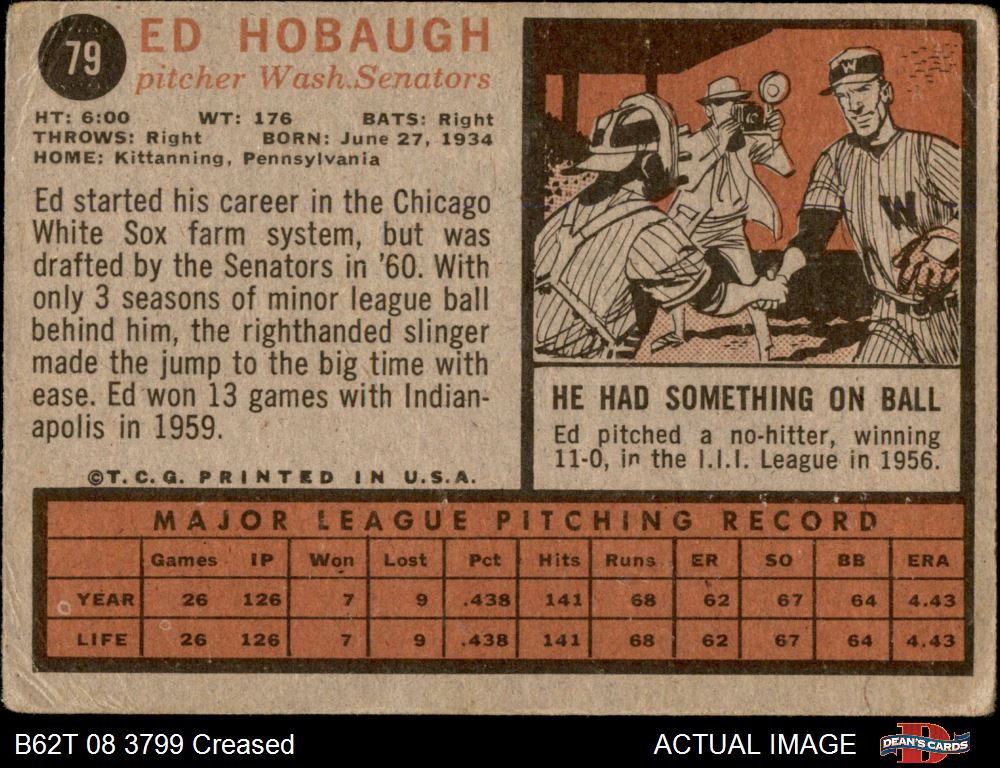 79
ED HOBAUGH
pitcher Wash.Senators
HT: 6:00 WT: 176 BATS: Right
THROWS: Right BORN: June 27, 1934
HOME: Kittanning, Pennsylvania
Ed started his career in the Chicago
White Sox farm system, but was
drafted by the Senators in '60. With
only 3 seasons of minor league ball
behind him, the righthanded slinger
made the jump to the big time with
ease. Ed won 13 games with Indian-
apolis in 1959.
©T.C.G. PRINTED IN U.S.A.
W
W
HE HAD SOMETHING ON BALL
Ed pitched a no-hitter, winning
11-0, in the I.I.I. League in 1956.
MAJOR LEAGUE PITCHING RECORD
Games IP Won Lost Pct Hits Runs ER SO BB ERA
YEAR 26 126 7 9 .438 141 68 62 67 64 4.43
LIFE 26 126 7 9 .438 141 68 62 67 64 4.43
B62T 08 3799 Creased
ACTUAL IMAGE
DEAN'S CARDS